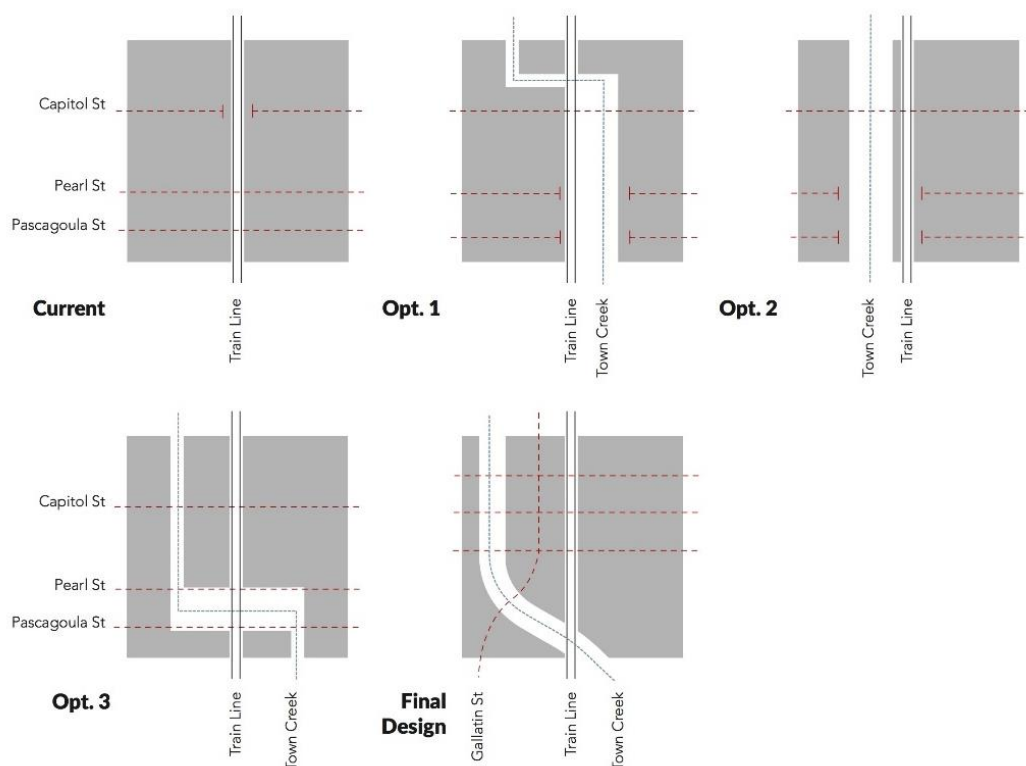 Capitol St
Pearl St
Pascagoula St
Current
Train Line
Opt. 1
Train Line
Town Creek
Opt. 2
Town Creek
Train Line
Capitol St
Pearl St
Pascagoula St
Opt. 3
Train Line
Town Creek
Final
Design
Gallatin St
Train Line
Town Creek